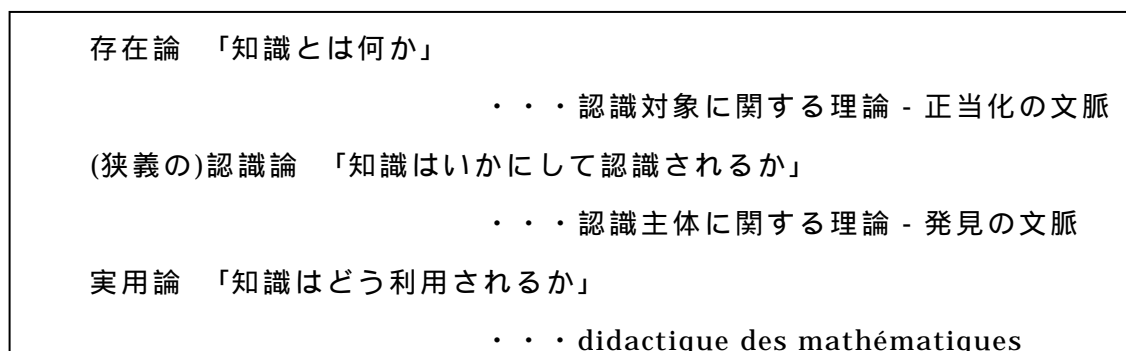 存在論 「知識とは何か」
・・・認識対象に関する理論 - 正当化の文脈
(狭義の)認識論 「知識はいかにして認識されるか」
・・・認識主体に関する理論 - 発見の文脈
実用論 「知識はどう利用されるか」
・・・didactique des mathématiques